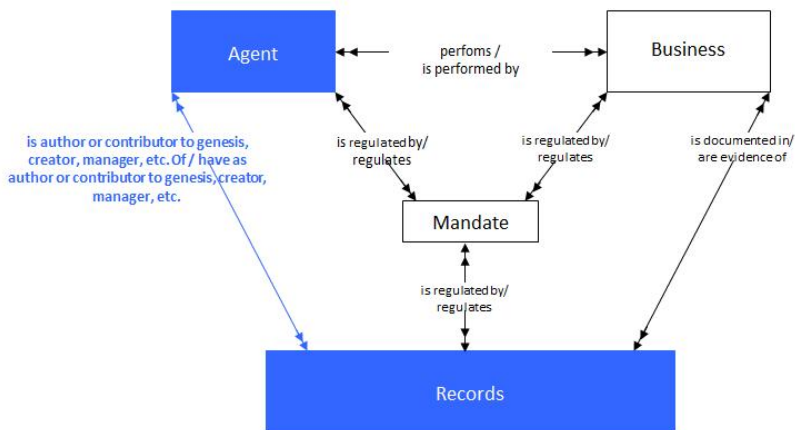 Agent
perfoms /
is performed by
Business
is author or contributor to genesis,
creator, manager, etc. Of / have as
author or contributor to genesis, creator,
manager, etc.
is regulated by/
regulates
is regulated by/
regulates
is documented in/
are evidence of
Mandate
is regulated by/
regulates
Records